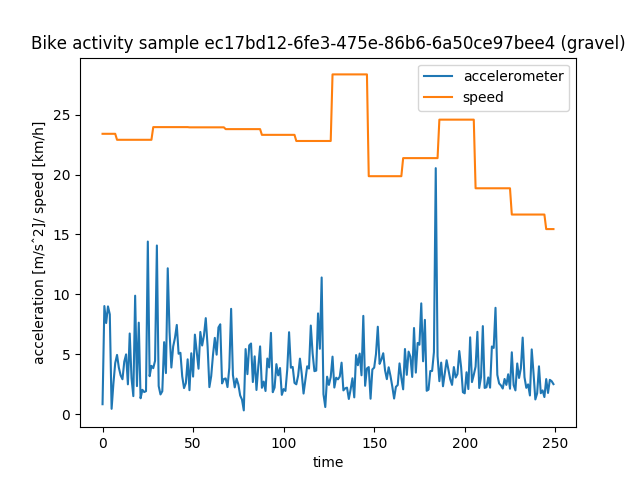 Bike activity sample ec17bd12-6fe3-475e-86b6-6a50ce97bee4 (gravel)
accelerometer
speed
acceleration [m/s^2]/ speed [km/h]
25
20
15
10
5
0
0 50 100 150 200 250
time